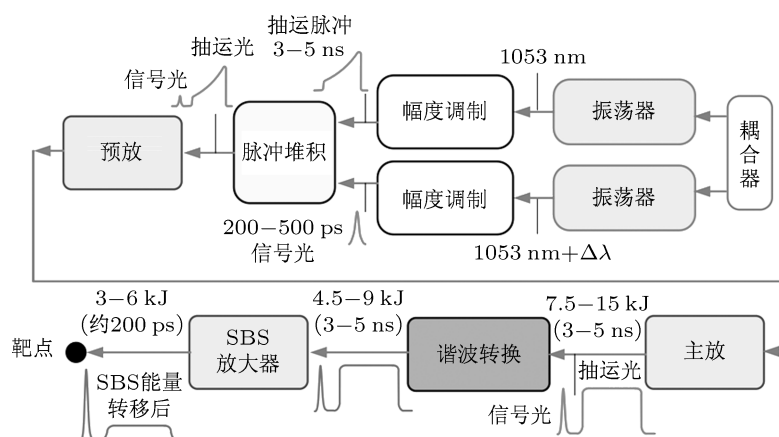 抽运脉冲
3−5 ns
抽运光
信号光
1053 nm
幅度调制
振荡器
耦合器
预放
脉冲堆积
幅度调制
振荡器
200−500 ps
信号光
1053 nm+Δλ
3−6 kJ
(约200 ps)
4.5−9 kJ
(3−5 ns)
7.5−15 kJ
(3−5 ns)
靶点
SBS
放大器
谐波转换
主放
抽运光
SBS能量
转移后
信号光